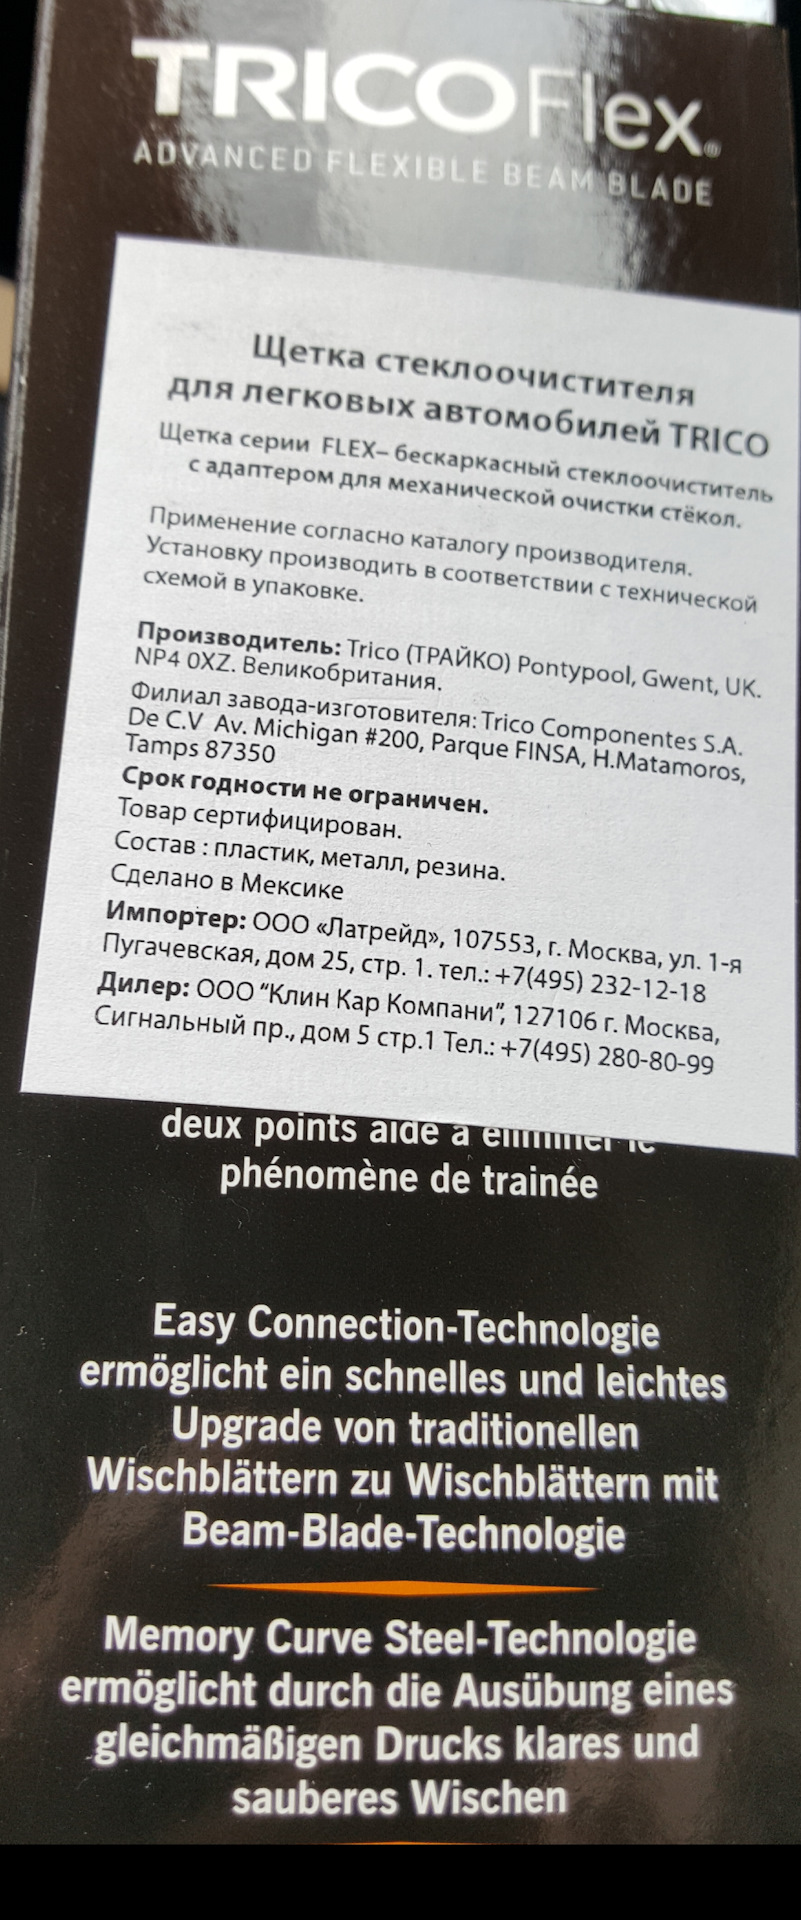 TRICO Flex®
ADVANCED FLEXIBLE BEAM BLADE
Щетка стеклоочистителя
для легковых автомобилей TRICO
Щетка серии FLEX– бескаркасный стеклоочиститель
с адаптером для механической очистки стёкол.
Применение согласно каталогу производителя.
Установку производить в соответствии с технической
схемой в упаковке.
Производитель: Trico (ТРАЙКО) Pontypool, Gwent, UK.
NP4 0XZ. Великобритания.
Филиал завода-изготовителя: Trico Componentes S.A.
De C.V Av. Michigan #200, Parque FINSA, H.Matamoros,
Tamps 87350
Срок годности не ограничен.
Товар сертифицирован.
Состав : пластик, металл, резина.
Сделано в Мексике
Импортер: ООО «Латрейд», 107553, г. Москва, ул. 1-я
Пугачевская, дом 25, стр. 1. тел.: +7(495) 232-12-18
Дилер: ООО “Клин Кар Компани”, 127106 г. Москва,
Сигнальный пр., дом 5 стр.1 Тел.: +7(495) 280-80-99
deux points aide à éliminer le
phénomène de trainée
Easy Connection-Technologie
ermöglicht ein schnelles und leichtes
Upgrade von traditionellen
Wischblättern zu Wischblättern mit
Beam-Blade-Technologie
Memory Curve Steel-Technologie
ermöglicht durch die Ausübung eines
gleichmäßigen Drucks klares und
sauberes Wischen